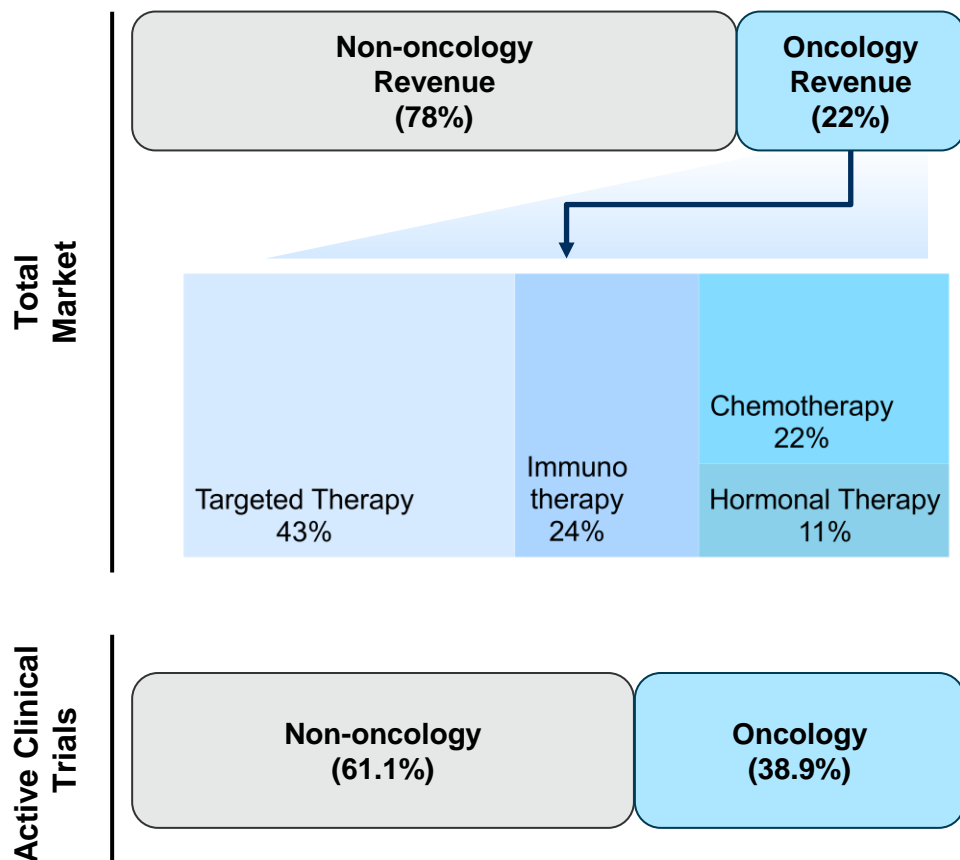 Total
Market
Non-oncology
Revenue
(78%)
Oncology
Revenue
(22%)
Targeted Therapy
43%
Immuno
therapy
24%
Chemotherapy
22%
Hormonal Therapy
11%
Active Clinical
Trials
Non-oncology
(61.1%)
Oncology
(38.9%)